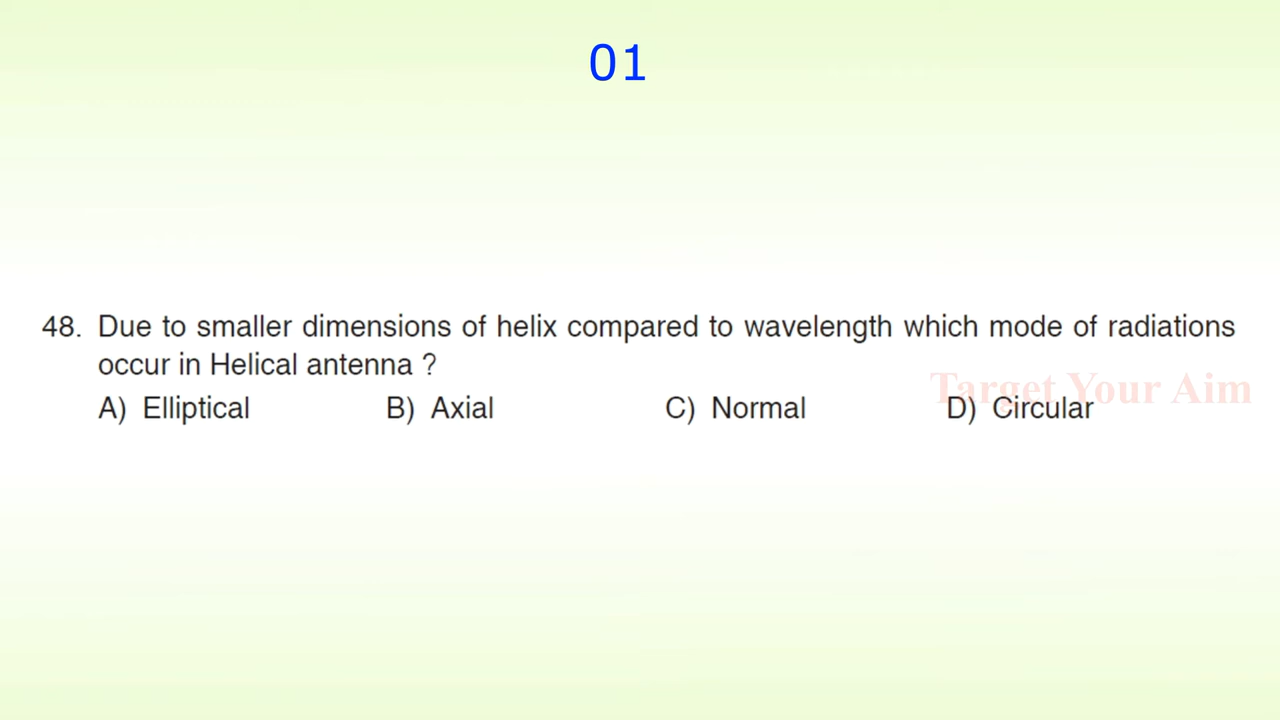 01
48. Due to smaller dimensions of helix compared to wavelength which mode of radiations
occur in Helical antenna ?
Target Your Aim
A) Elliptical B) Axial C) Normal D) Circular